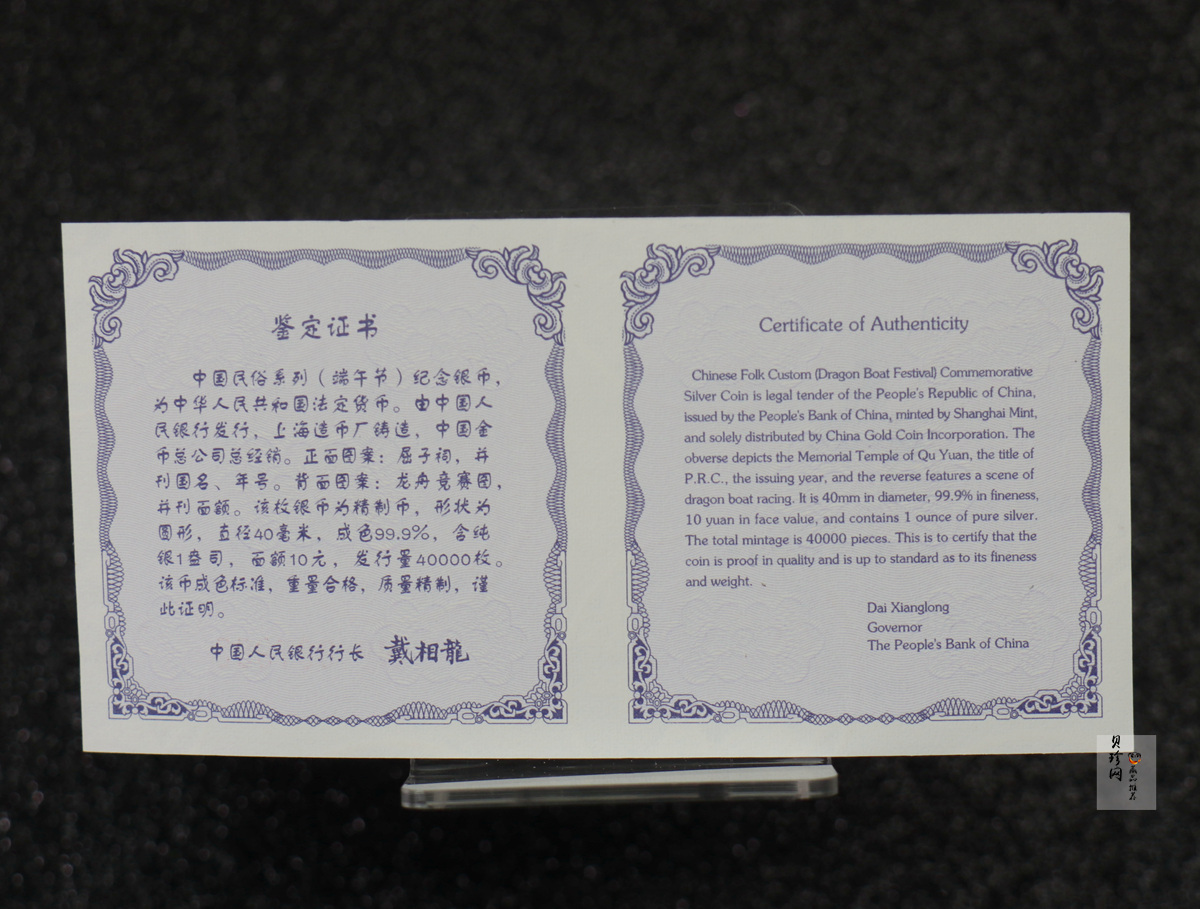 鉴定证书
中国民俗系列（端午节）纪念银币，
为中华人民共和国法定货币。由中国人
民银行发行，上海造币厂铸造，中国金
币总公司总经销。正面图案：屈子祠，并
刊国名、年号。背面图案：龙舟竞赛图，
并刊面额。该枚银币为精制币，形状为
圆形，直径40毫米，成色99.9%，含纯
银1盎司，面额10元，发行量40000枚。
该币成色标准，重量合格，质量精制，谨
此证明。
中国人民银行行长 戴相龍
Certificate of Authenticity
Chinese Folk Custom (Dragon Boat Festival) Commemorative
Silver Coin is legal tender of the People's Republic of China,
issued by the People's Bank of China, minted by Shanghai Mint,
and solely distributed by China Gold Coin Incorporation. The
obverse depicts the Memorial Temple of Qu Yuan, the title of
P.R.C., the issuing year, and the reverse features a scene of
dragon boat racing. It is 40mm in diameter, 99.9% in fineness,
10 yuan in face value, and contains 1 ounce of pure silver.
The total mintage is 40000 pieces. This is to certify that the
coin is proof in quality and is up to standard as to its fineness
and weight.
Dai Xianglong
Governor
The People's Bank of China
贝珍网